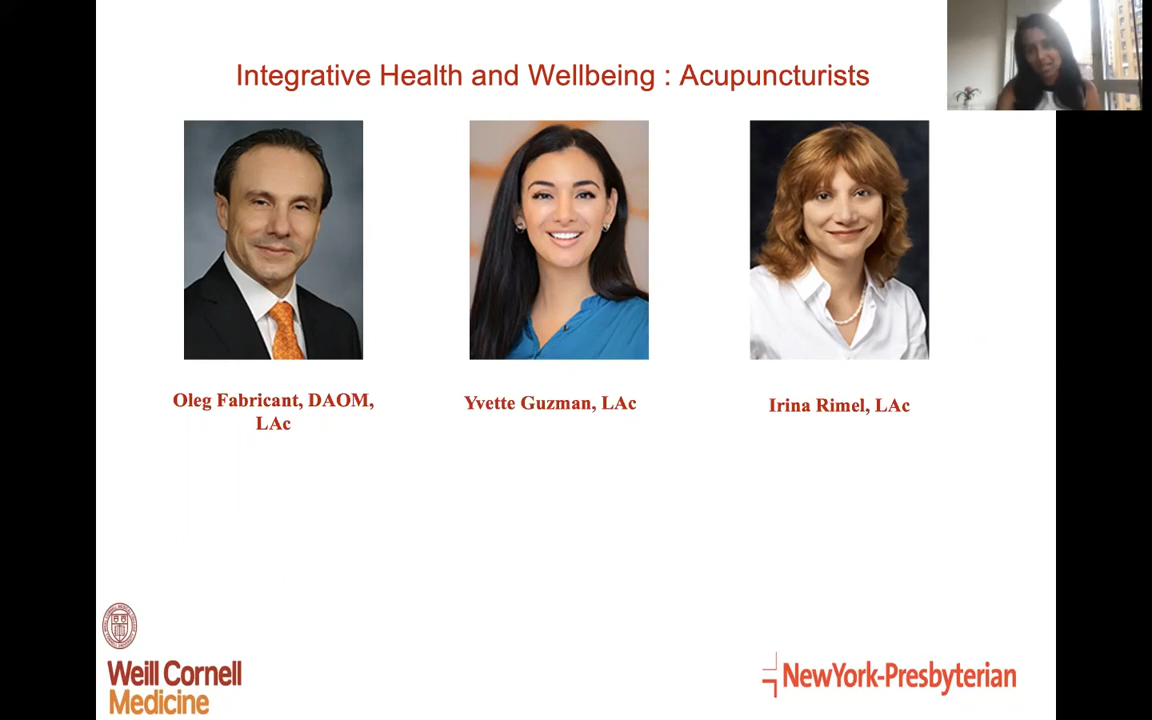 Integrative Health and Wellbeing : Acupuncturists
Oleg Fabricant, DAOM,
LAc
Yvette Guzman, LAc
Irina Rimel, LAc
Weill Cornell
Medicine
NewYork-Presbyterian